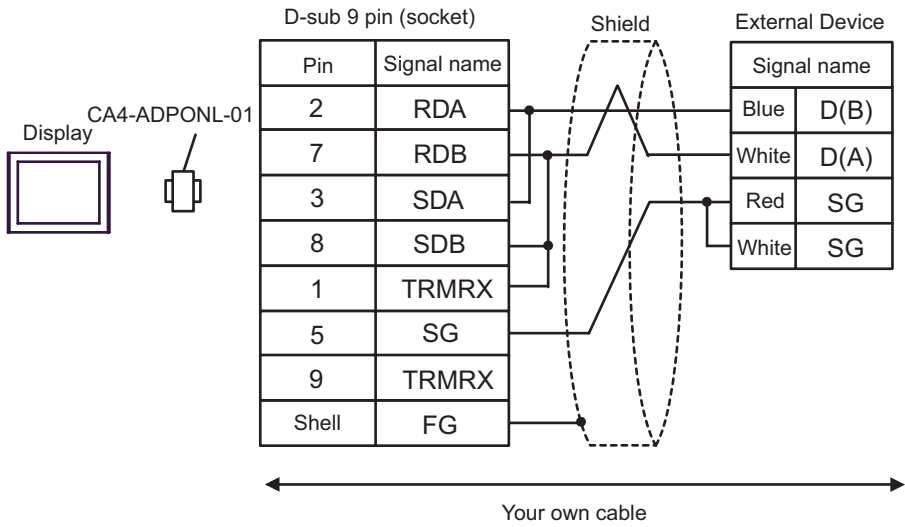 D-sub 9 pin (socket)
Shield
External Device
Pin Signal name
Signal name
CA4-ADPONL-01
Display
2 RDA
7 RDB
3 SDA
8 SDB
1 TRMRX
5 SG
9 TRMRX
Shell FG
Blue D(B)
White D(A)
Red SG
White SG
Your own cable